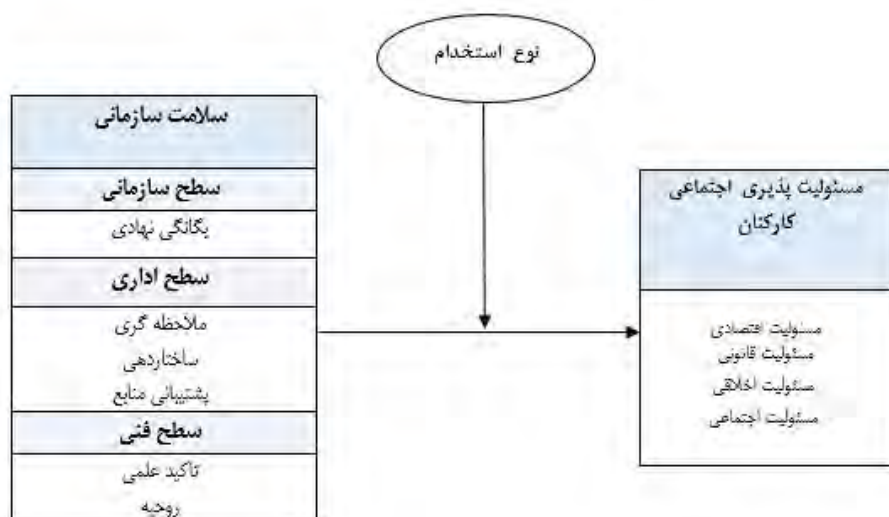 نوع استخدام
سلامت سازمانی
سطح سازمانی
یگانگی نهادی
سطح اداری
ملاحظه گری
ساختاردهی
پشتیبانی منابع
سطح فنی
تاکید علمی
روحیه
مسئولیت پذیری اجتماعی
کارکنان
مسئولیت اقتصادی
مسئولیت قانونی
مسئولیت اخلاقی
مسئولیت اجتماعی